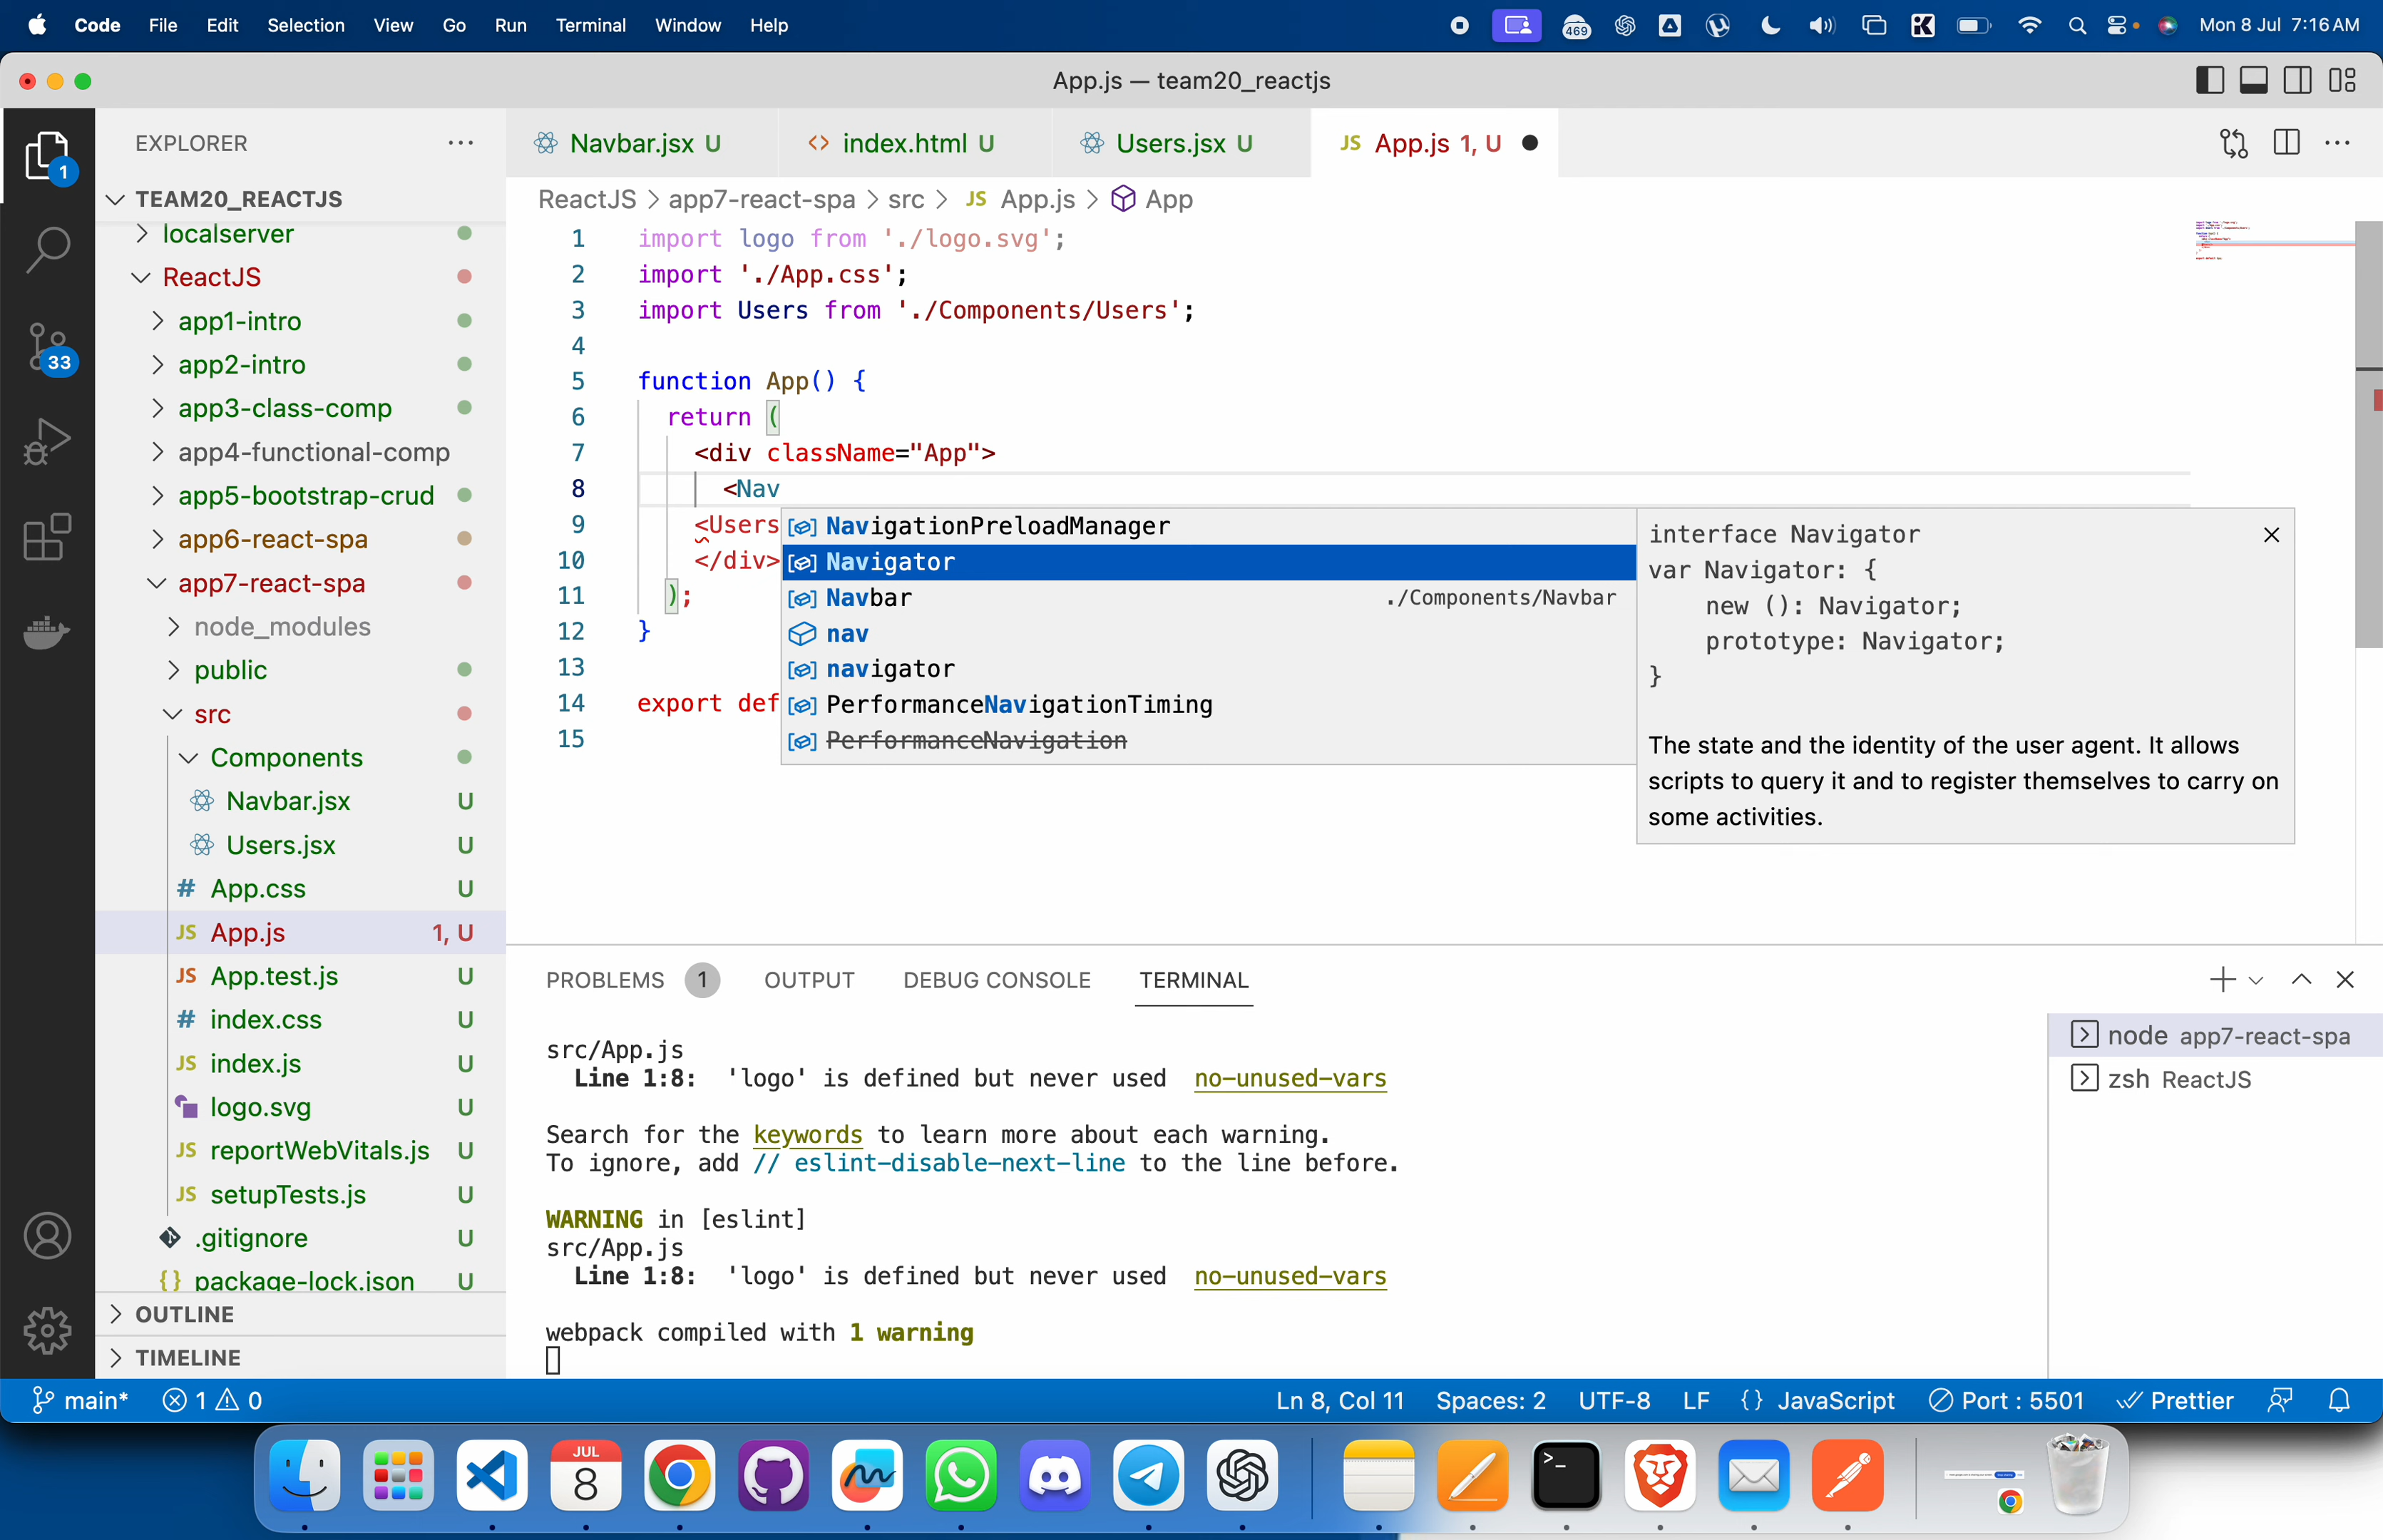 Code File Edit Selection View Go Run Terminal Window Help
469
Mon 8 Jul 7:16 AM
App.js — team20_reactjs
EXPLORER
Navbar.jsx U
index.html U
Users.jsx U
JS App.js 1, U
1
TEAM20_REACTJS
ReactJS > app7-react-spa > src > JS App.js > App
localserver
ReactJS
app1-intro
app2-intro
33
app3-class-comp
app4-functional-comp
app5-bootstrap-crud
app6-react-spa
app7-react-spa
node_modules
public
src
Components
Navbar.jsx U
Users.jsx U
# App.css U
JS App.js 1, U
JS App.test.js U
# index.css U
JS index.js U
logo.svg U
JS reportWebVitals.js U
JS setupTests.js U
.gitignore U
{} package-lock.json U
OUTLINE
TIMELINE
1 import logo from './logo.svg';
2 import './App.css';
3 import Users from './Components/Users';
4
5 function App() {
6 return (
7 <div className="App">
8 <Nav
9 <Users
10 </div>
11 );
12 }
13
14 export def
15
NavigationPreloadManager
Navigator
Navbar ./Components/Navbar
nav
navigator
PerformanceNavigationTiming
PerformanceNavigation
interface Navigator
var Navigator: {
new (): Navigator;
prototype: Navigator;
}
The state and the identity of the user agent. It allows
scripts to query it and to register themselves to carry on
some activities.
PROBLEMS 1 OUTPUT DEBUG CONSOLE TERMINAL
src/App.js
Line 1:8: 'logo' is defined but never used no-unused-vars
Search for the keywords to learn more about each warning.
To ignore, add // eslint-disable-next-line to the line before.
WARNING in [eslint]
src/App.js
Line 1:8: 'logo' is defined but never used no-unused-vars
webpack compiled with 1 warning
node app7-react-spa
zsh ReactJS
main* 1 0
Ln 8, Col 11 Spaces: 2 UTF-8 LF {} JavaScript Port : 5501 Prettier
JUL
8